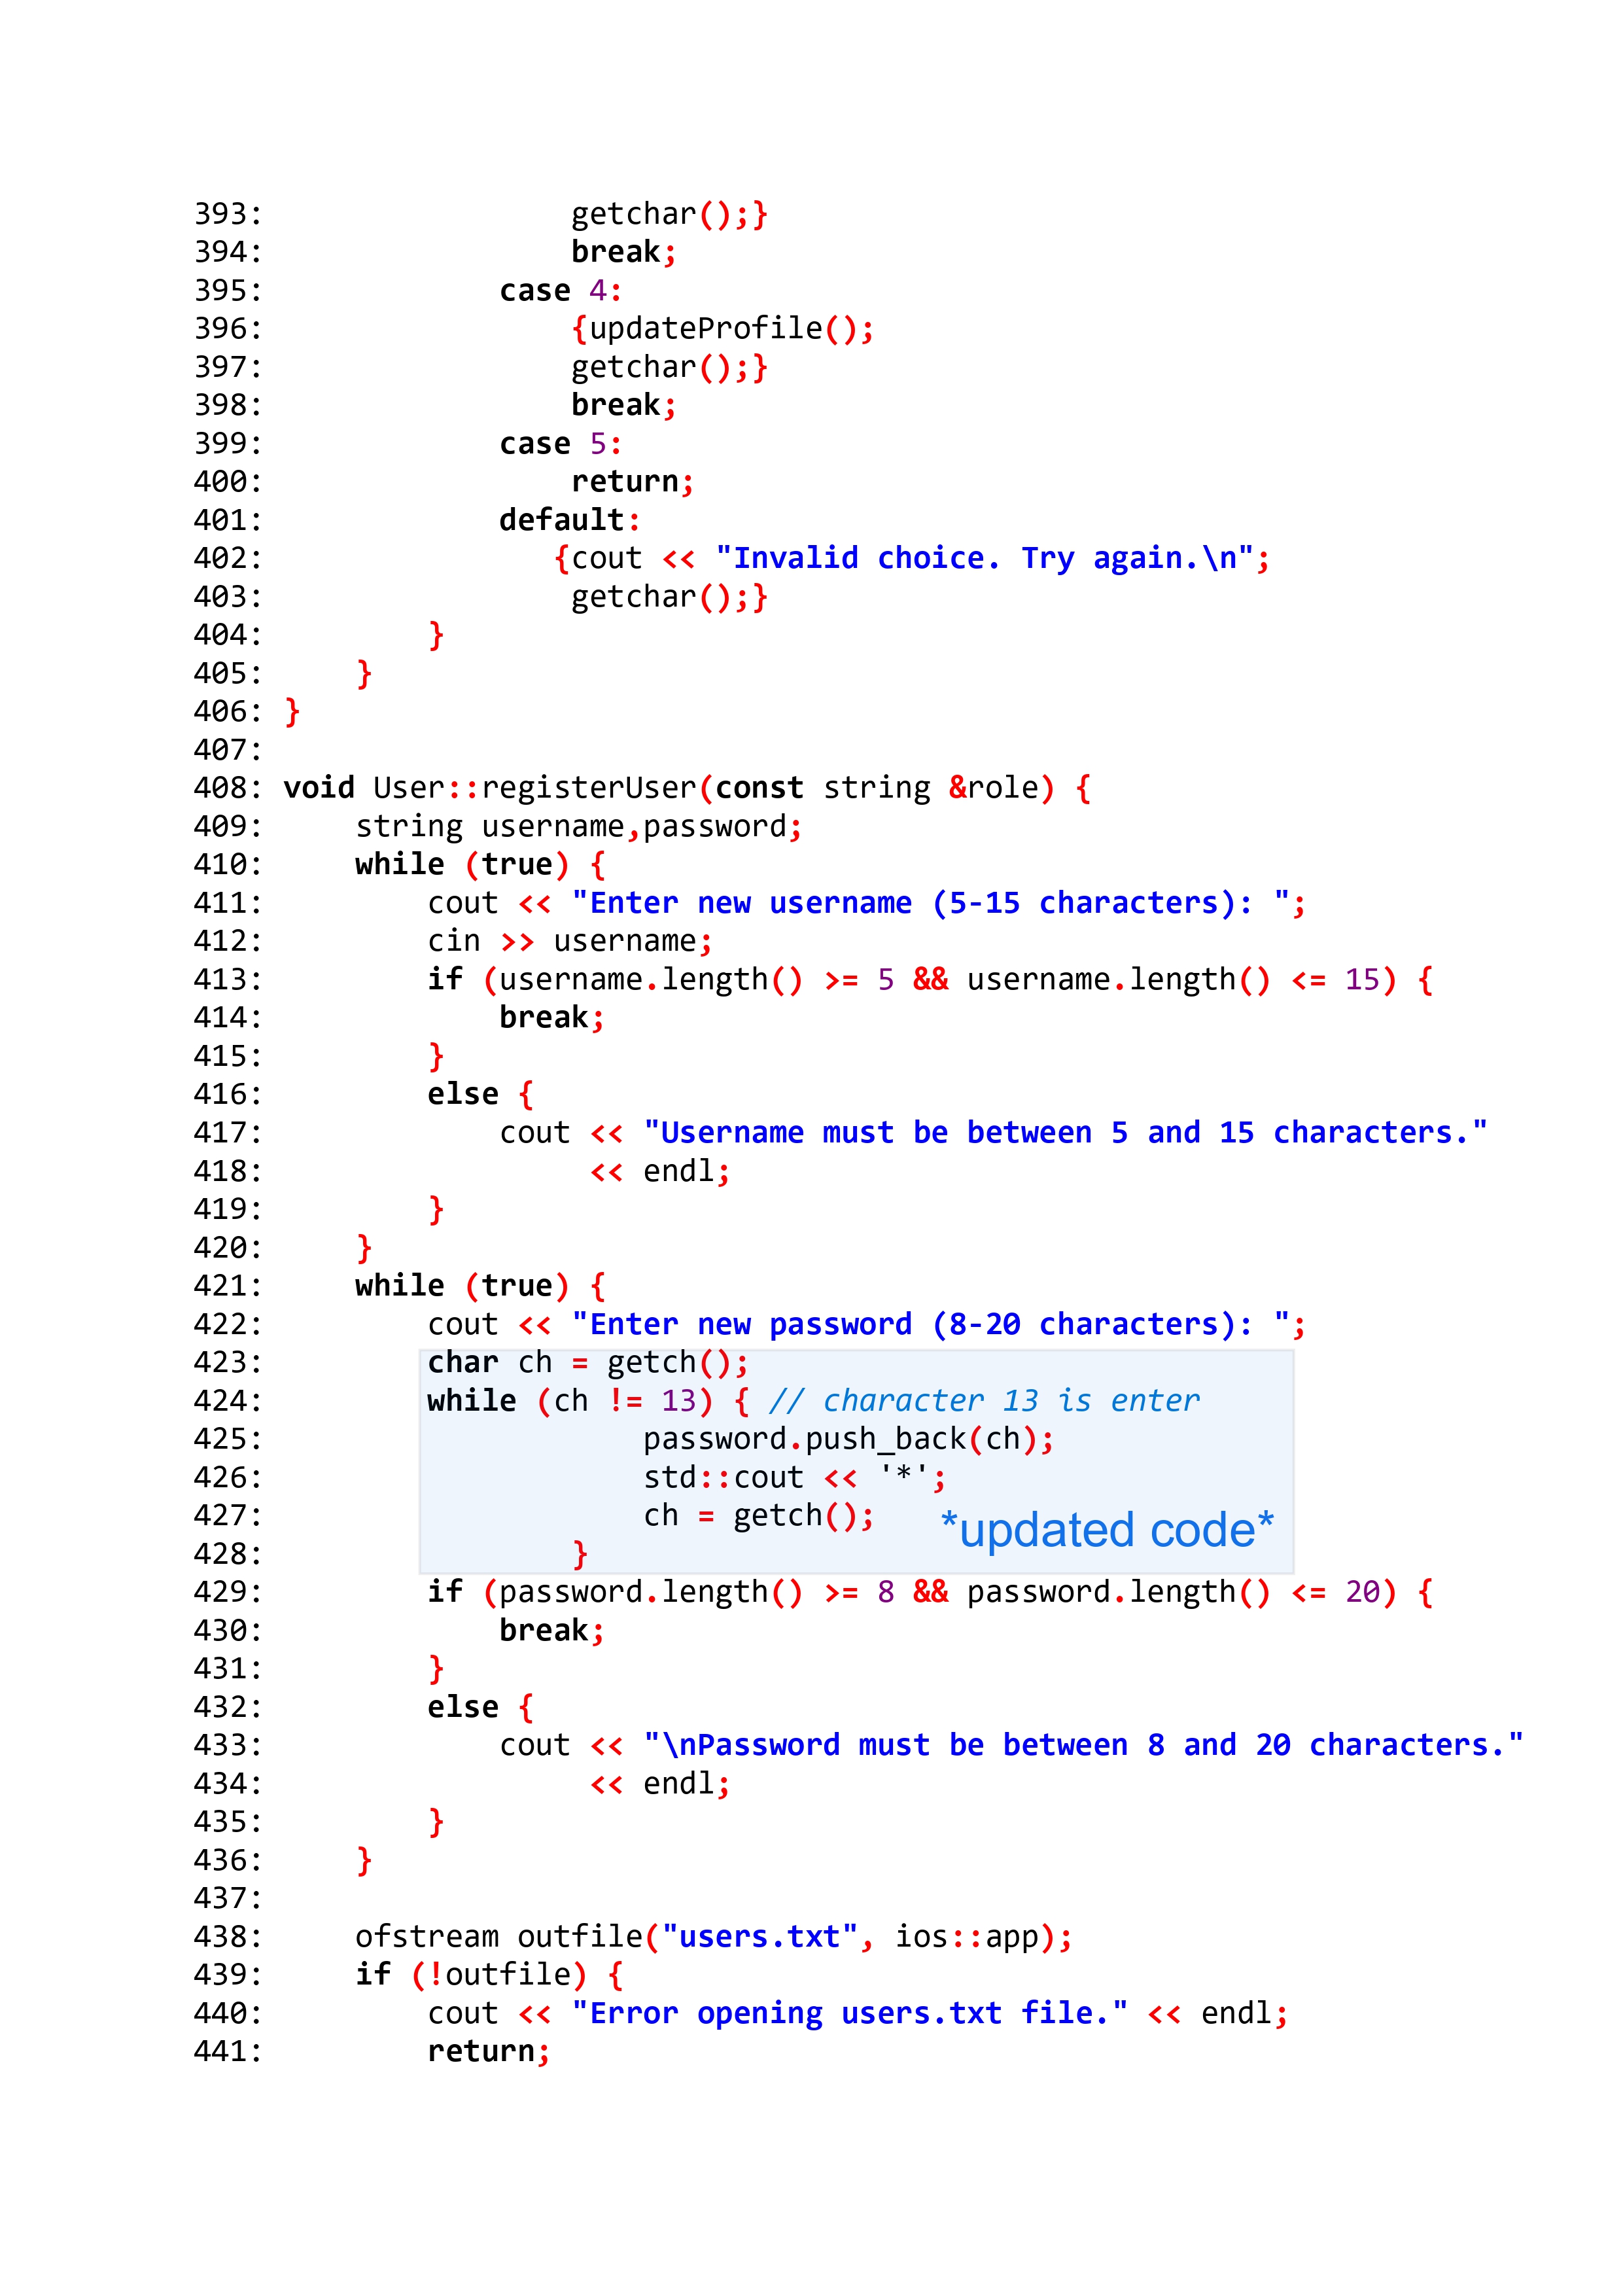 393:                 getchar();}
394:                 break;
395:             case 4:
396:                 {updateProfile();
397:                 getchar();}
398:                 break;
399:             case 5:
400:                 return;
401:             default:
402:                {cout << "Invalid choice. Try again.\n";
403:                 getchar();}
404:         }
405:     }
406: }
407:
408: void User::registerUser(const string &role) {
409:     string username,password;
410:     while (true) {
411:         cout << "Enter new username (5-15 characters): ";
412:         cin >> username;
413:         if (username.length() >= 5 && username.length() <= 15) {
414:             break;
415:         }
416:         else {
417:             cout << "Username must be between 5 and 15 characters."
418:                  << endl;
419:         }
420:     }
421:     while (true) {
422:         cout << "Enter new password (8-20 characters): ";
423:         char ch = getch();
424:         while (ch != 13) { // character 13 is enter
425:                     password.push_back(ch);
426:                     std::cout << '*';
427:                     ch = getch();    *updated code*
428:                 }
429:         if (password.length() >= 8 && password.length() <= 20) {
430:             break;
431:         }
432:         else {
433:             cout << "\nPassword must be between 8 and 20 characters."
434:                  << endl;
435:         }
436:     }
437:
438:     ofstream outfile("users.txt", ios::app);
439:     if (!outfile) {
440:         cout << "Error opening users.txt file." << endl;
441:         return;